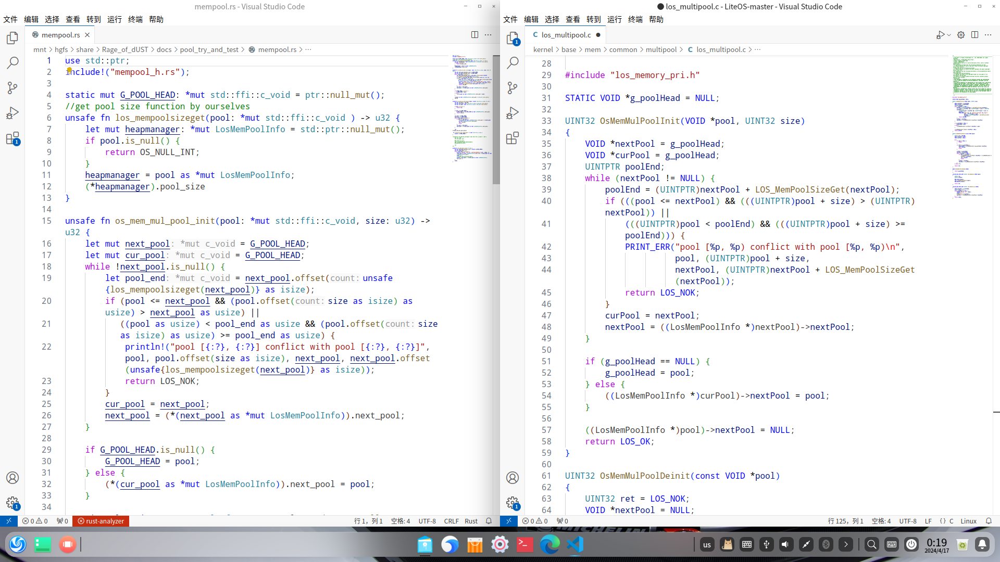 mempool.rs - Visual Studio Code
文件 编辑 选择 查看 转到 运行 终端 帮助
mempool.rs
mnt > hgfs > share > Rage_of_dUST > docs > pool_try_and_test > mempool.rs > ...
1 use std::ptr;
2 include!("mempool_h.rs");
3
4 static mut G_POOL_HEAD: *mut std::ffi::c_void = ptr::null_mut();
5 //get pool size function by ourselves
6 unsafe fn los_mempoolsizeget(pool: *mut std::ffi::c_void ) -> u32 {
7 let mut heapmanager: *mut LosMemPoolInfo = std::ptr::null_mut();
8 if pool.is_null() {
9 return OS_NULL_INT;
10 }
11 heapmanager = pool as *mut LosMemPoolInfo;
12 (*heapmanager).pool_size
13 }
14
15 unsafe fn os_mem_mul_pool_init(pool: *mut std::ffi::c_void, size: u32) ->
u32 {
16 let mut next_pool: *mut c_void = G_POOL_HEAD;
17 let mut cur_pool: *mut c_void = G_POOL_HEAD;
18 while !next_pool.is_null() {
19 let pool_end: *mut c_void = next_pool.offset(count: unsafe
{los_mempoolsizeget(next_pool)} as isize);
20 if (pool <= next_pool && (pool.offset(count: size as isize) as
usize) > next_pool as usize) ||
21 ((pool as usize) < pool_end as usize && (pool.offset(count: size
as isize) as usize) >= pool_end as usize) {
22 println!("pool [{:?}, {:?}] conflict with pool [{:?}, {:?}]",
pool, pool.offset(size as isize), next_pool, next_pool.offset
(unsafe{los_mempoolsizeget(next_pool)} as isize));
23 return LOS_NOK;
24 }
25 cur_pool = next_pool;
26 next_pool = (*(next_pool as *mut LosMemPoolInfo)).next_pool;
27 }
28
29 if G_POOL_HEAD.is_null() {
30 G_POOL_HEAD = pool;
31 } else {
32 (*(cur_pool as *mut LosMemPoolInfo)).next_pool = pool;
33 }
34
1
1
0 0 0 rust-analyzer 行 1，列 1 空格: 4 UTF-8 CRLF Rust
los_multipool.c - LiteOS-master - Visual Studio Code
文件 编辑 选择 查看 转到 运行 终端 帮助
C los_multipool.c
kernel > base > mem > common > multipool > C los_multipool.c > ...
28
29 #include "los_memory_pri.h"
30
31 STATIC VOID *g_poolHead = NULL;
32
33 UINT32 OsMemMulPoolInit(VOID *pool, UINT32 size)
34 {
35 VOID *nextPool = g_poolHead;
36 VOID *curPool = g_poolHead;
37 UINTPTR poolEnd;
38 while (nextPool != NULL) {
39 poolEnd = (UINTPTR)nextPool + LOS_MemPoolSizeGet(nextPool);
40 if (((pool <= nextPool) && (((UINTPTR)pool + size) > (UINTPTR)
nextPool)) ||
41 (((UINTPTR)pool < poolEnd) && (((UINTPTR)pool + size) >=
poolEnd))) {
42 PRINT_ERR("pool [%p, %p) conflict with pool [%p, %p)\n",
43 pool, (UINTPTR)pool + size,
44 nextPool, (UINTPTR)nextPool + LOS_MemPoolSizeGet
(nextPool));
45 return LOS_NOK;
46 }
47 curPool = nextPool;
48 nextPool = ((LosMemPoolInfo *)nextPool)->nextPool;
49 }
50
51 if (g_poolHead == NULL) {
52 g_poolHead = pool;
53 } else {
54 ((LosMemPoolInfo *)curPool)->nextPool = pool;
55 }
56
57 ((LosMemPoolInfo *)pool)->nextPool = NULL;
58 return LOS_OK;
59 }
60
61 UINT32 OsMemMulPoolDeinit(const VOID *pool)
62 {
63 UINT32 ret = LOS_NOK;
64 VOID *nextPool = NULL;
1
1
0 0 0 行 125，列 1 空格: 4 UTF-8 LF {} C Linux
MICHELIN
us
0:19
2024/4/17